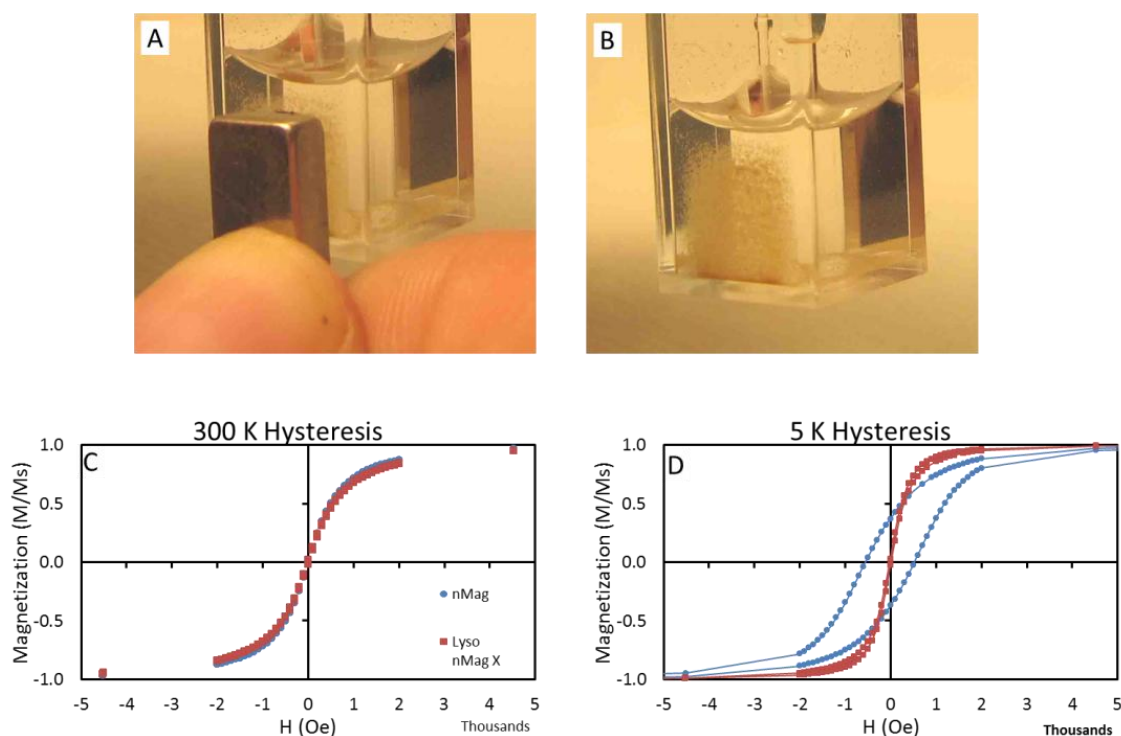 A
B
300 K Hysteresis
C
1.0
0.5
0.0
-0.5
-1.0
Magnetization (M/Ms)
nMag
Lyso
nMag X
-5 -4 -3 -2 -1 0 1 2 3 4 5
H (Oe)
Thousands
5 K Hysteresis
D
1.0
0.5
0.0
-0.5
-1.0
Magnetization (M/Ms)
-5 -4 -3 -2 -1 0 1 2 3 4 5
H (Oe)
Thousands